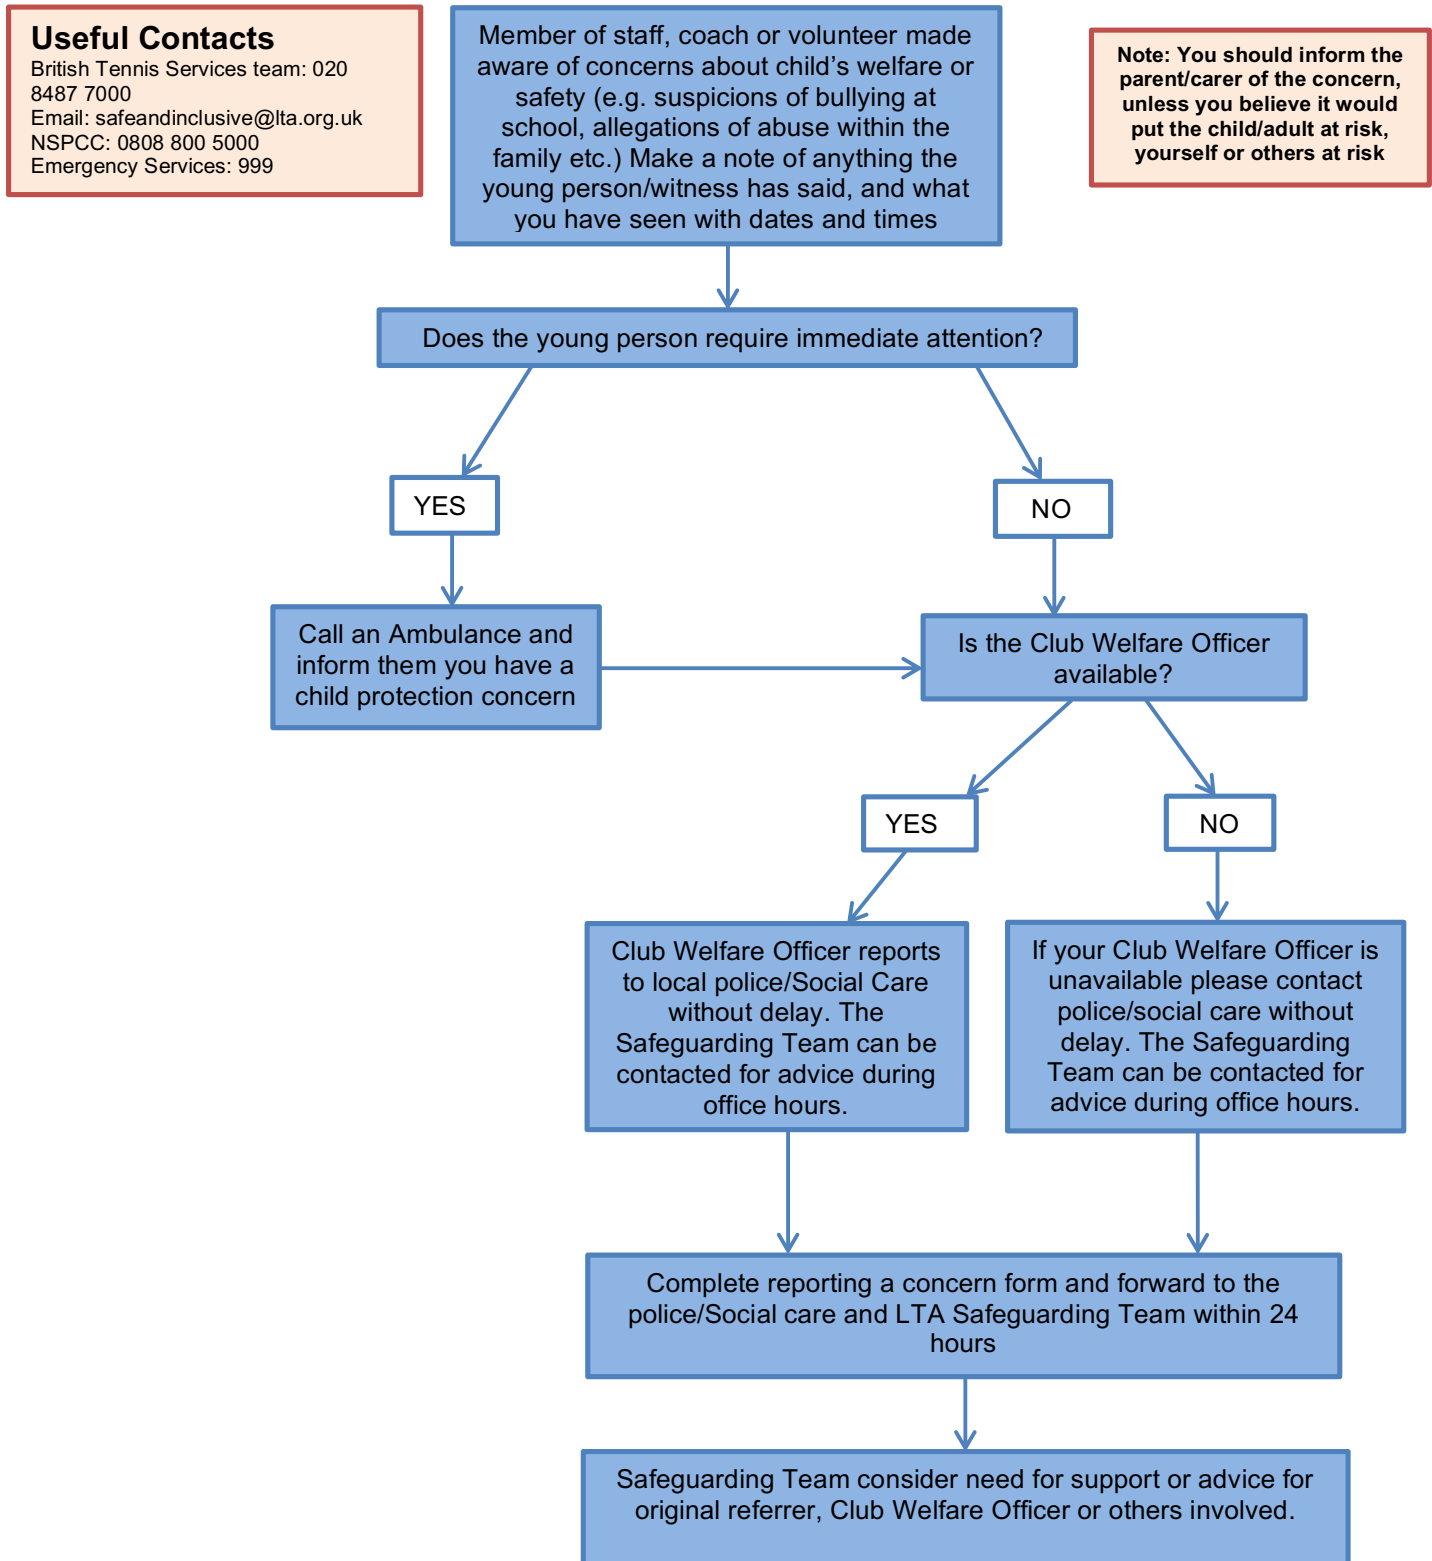 Useful Contacts
British Tennis Services team: 020
8487 7000
Email: safeandinclusive@lta.org.uk
NSPCC: 0808 800 5000
Emergency Services: 999
Member of staff, coach or volunteer made
aware of concerns about child’s welfare or
safety (e.g. suspicions of bullying at
school, allegations of abuse within the
family etc.) Make a note of anything the
young person/witness has said, and what
you have seen with dates and times
Note: You should inform the
parent/carer of the concern,
unless you believe it would
put the child/adult at risk,
yourself or others at risk
Does the young person require immediate attention?
YES
NO
Call an Ambulance and
inform them you have a
child protection concern
Is the Club Welfare Officer
available?
YES
NO
Club Welfare Officer reports
to local police/Social Care
without delay. The
Safeguarding Team can be
contacted for advice during
office hours.
If your Club Welfare Officer is
unavailable please contact
police/social care without
delay. The Safeguarding
Team can be contacted for
advice during office hours.
Complete reporting a concern form and forward to the
police/Social care and LTA Safeguarding Team within 24
hours
Safeguarding Team consider need for support or advice for
original referrer, Club Welfare Officer or others involved.